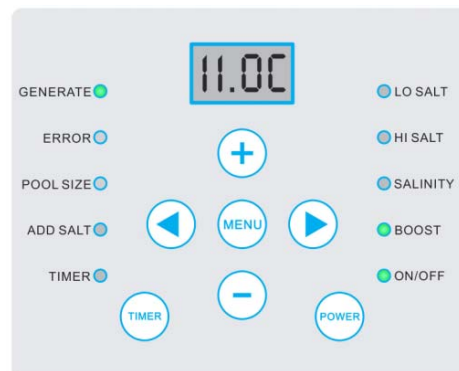 11.0C
GENERATE
LO SALT
ERROR
HI SALT
POOL SIZE
SALINITY
ADD SALT
MENU
BOOST
TIMER
ON/OFF
TIMER
POWER